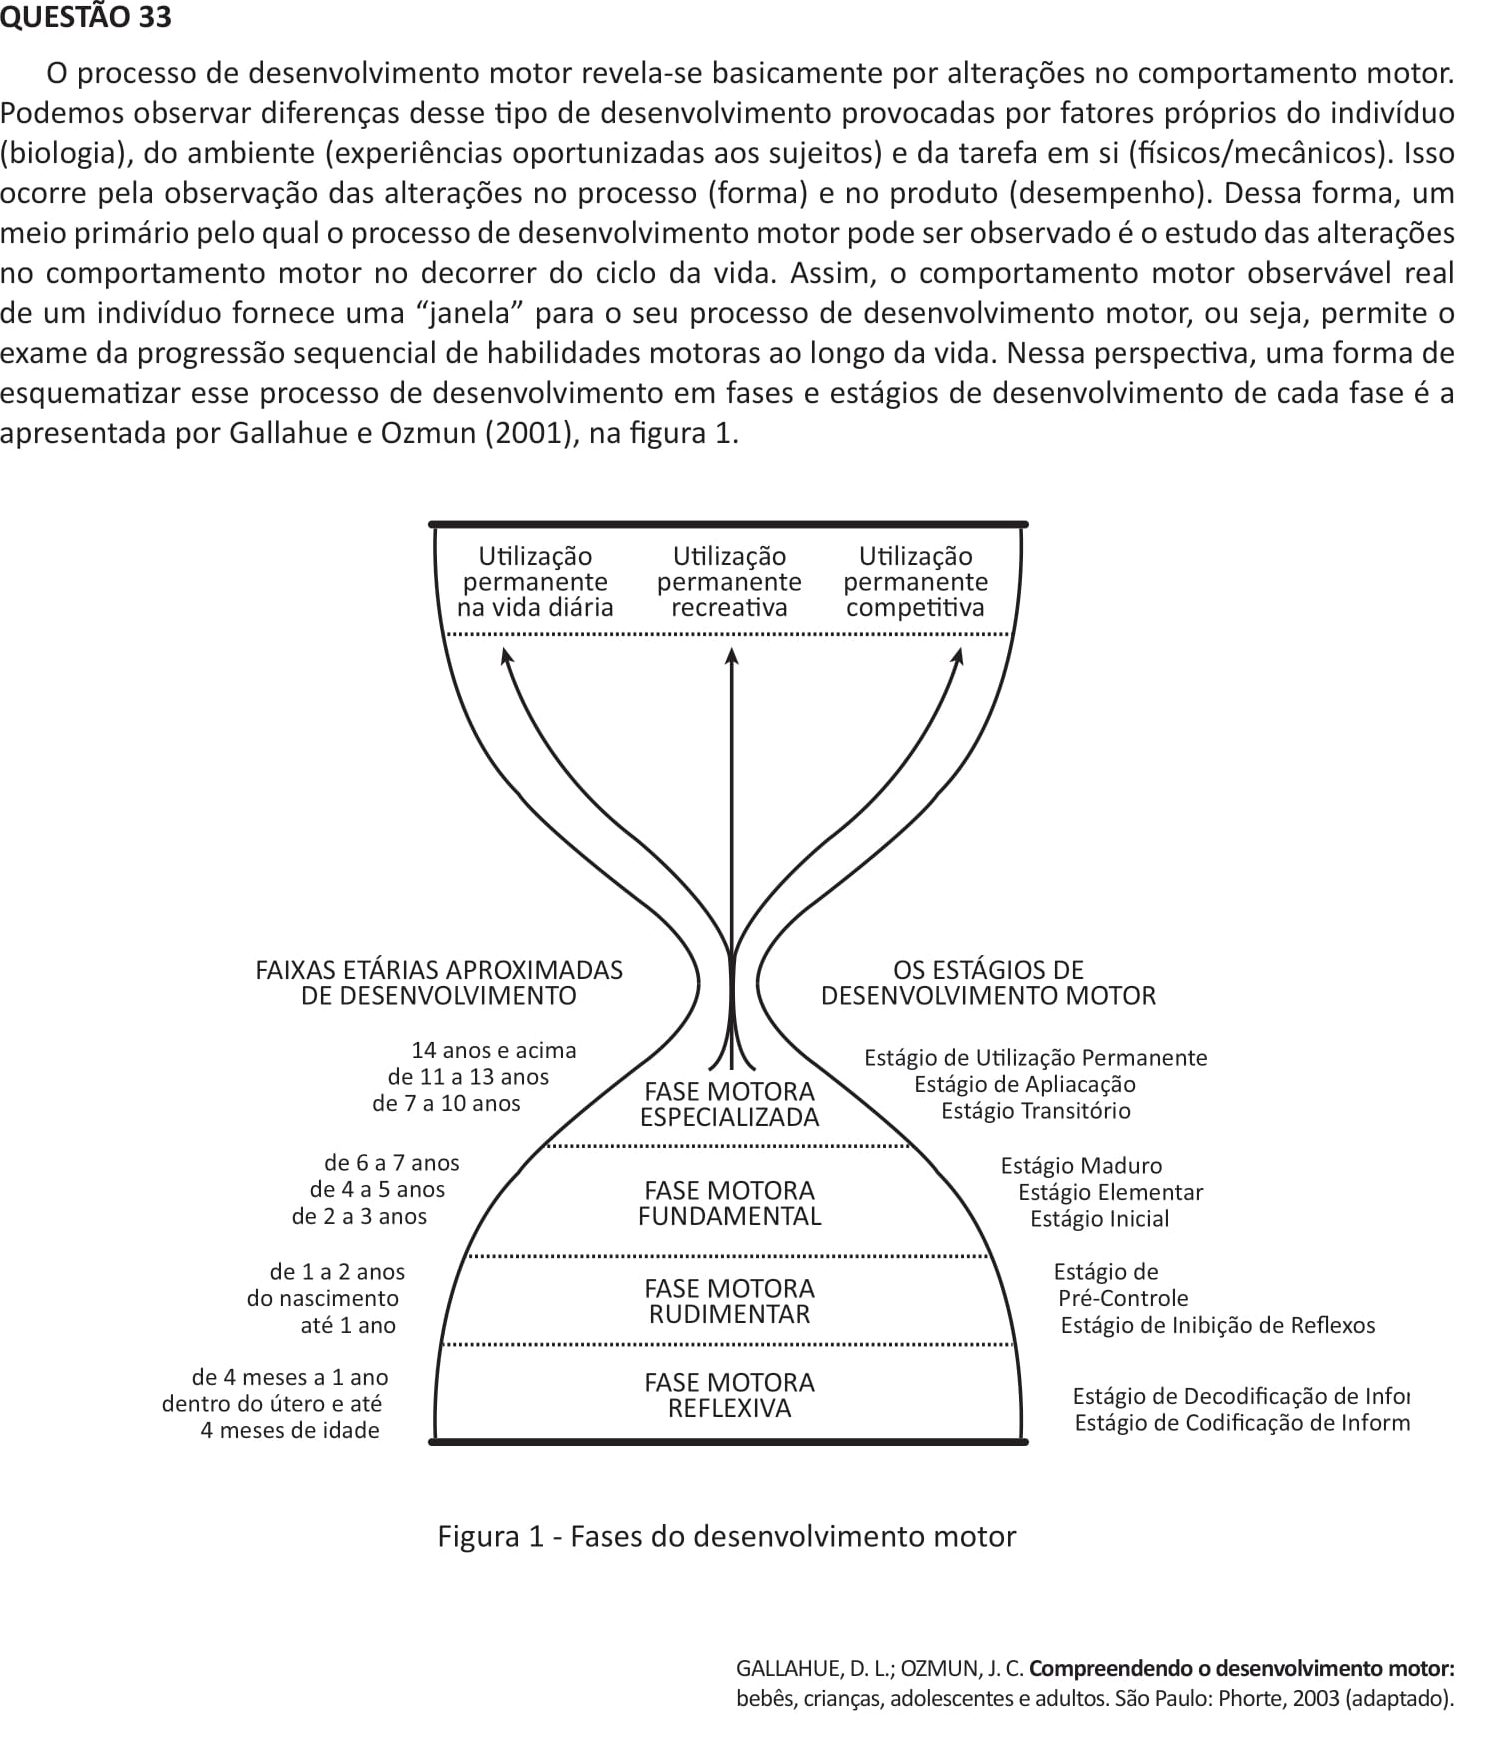 QUESTÃO 33
O processo de desenvolvimento motor revela-se basicamente por alterações no comportamento motor.
Podemos observar diferenças desse tipo de desenvolvimento provocadas por fatores próprios do indivíduo
(biologia), do ambiente (experiências oportunizadas aos sujeitos) e da tarefa em si (físicos/mecânicos). Isso
ocorre pela observação das alterações no processo (forma) e no produto (desempenho). Dessa forma, um
meio primário pelo qual o processo de desenvolvimento motor pode ser observado é o estudo das alterações
no comportamento motor no decorrer do ciclo da vida. Assim, o comportamento motor observável real
de um indivíduo fornece uma “janela” para o seu processo de desenvolvimento motor, ou seja, permite o
exame da progressão sequencial de habilidades motoras ao longo da vida. Nessa perspectiva, uma forma de
esquematizar esse processo de desenvolvimento em fases e estágios de desenvolvimento de cada fase é a
apresentada por Gallahue e Ozmun (2001), na figura 1.
Utilização
permanente
na vida diária
Utilização
permanente
recreativa
Utilização
permanente
competitiva
FAIXAS ETÁRIAS APROXIMADAS
DE DESENVOLVIMENTO
OS ESTÁGIOS DE
DESENVOLVIMENTO MOTOR
14 anos e acima
de 11 a 13 anos
de 7 a 10 anos
FASE MOTORA
ESPECIALIZADA
Estágio de Utilização Permanente
Estágio de Apliacação
Estágio Transitório
de 6 a 7 anos
de 4 a 5 anos
de 2 a 3 anos
FASE MOTORA
FUNDAMENTAL
Estágio Maduro
Estágio Elementar
Estágio Inicial
de 1 a 2 anos
do nascimento
até 1 ano
FASE MOTORA
RUDIMENTAR
Estágio de
Pré-Controle
Estágio de Inibição de Reflexos
de 4 meses a 1 ano
dentro do útero e até
4 meses de idade
FASE MOTORA
REFLEXIVA
Estágio de Decodificação de Infor
Estágio de Codificação de Inform
Figura 1 - Fases do desenvolvimento motor
GALLAHUE, D. L.; OZMUN, J. C. Compreendendo o desenvolvimento motor:
bebês, crianças, adolescentes e adultos. São Paulo: Phorte, 2003 (adaptado).